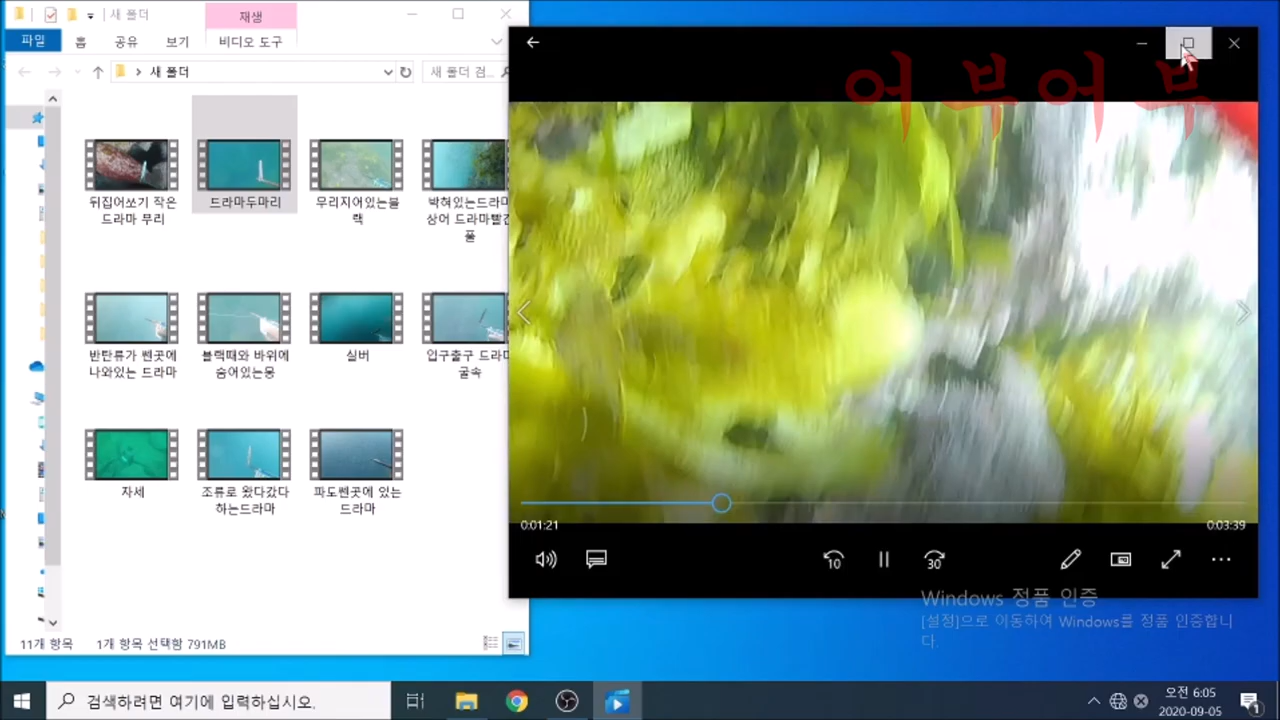 새 폴더
재생
파일
홈
공유
보기
비디오 도구
새 폴더
새 폴더 검...
뒤집어쏘기 작은
드라마 무리
드라마두마리
무리지어있는블
랙
박혀있는드라마
상어 드라마빨간
풀
반탄류가 쎈곳에
나와있는 드라마
블랙때와 바위에
숨어있는몽
실버
입구출구 드라마
굴속
자세
조류로 왔다갔다
하는드라마
파도쎈곳에 있는
드라마
11개 항목
1개 항목 선택함 791MB
어부어부
0:01:21
0:03:39
10
30
Windows 정품 인증
[설정]으로 이동하여 Windows를 정품 인증합니
다.
검색하려면 여기에 입력하십시오.
오전 6:05
2020-09-05
1